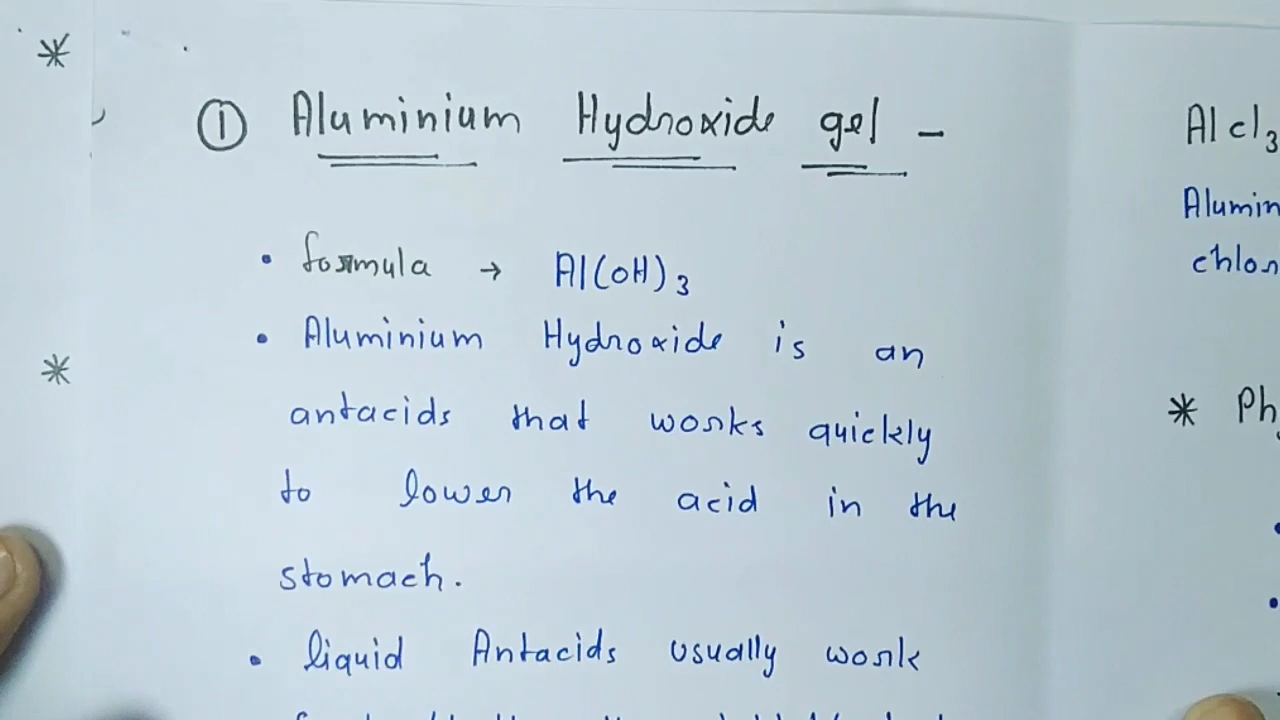 ① Aluminium Hydroxide gel -
• formula → Al(OH)3
• Aluminium Hydroxide is an
antacids that works quickly
to lower the acid in the
stomach.
• liquid Antacids usually work
AlCl3
Alumin
chlor
* Ph